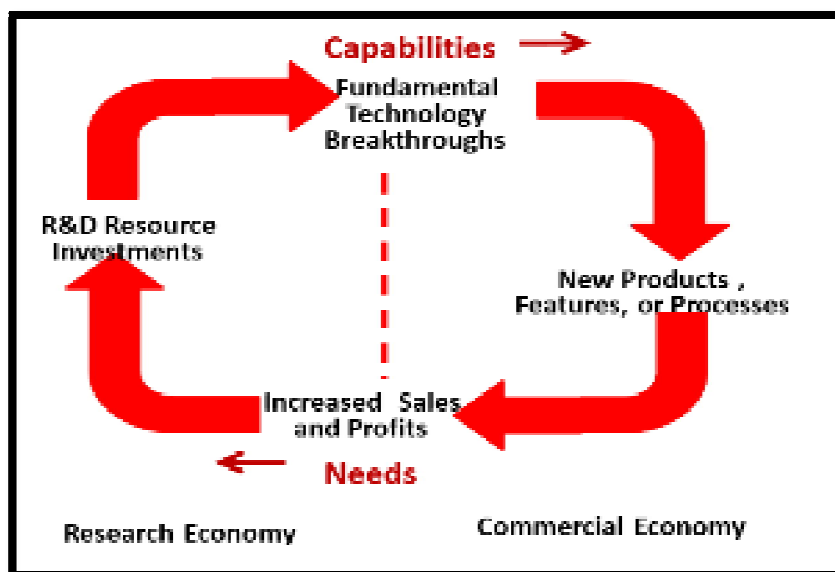 Capabilities
Fundamental
Technology
Breakthroughs
R&D Resource
Investments
New Products ,
Features, or Processes
Increased Sales
and Profits
Needs
Research Economy
Commercial Economy